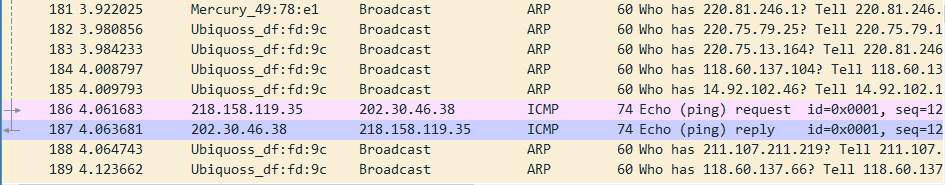 181 3.922025 Mercury_49:78:e1 Broadcast ARP 60 Who has 220.81.246.1? Tell 220.81.246
182 3.980856 Ubiquoss_df:fd:9c Broadcast ARP 60 Who has 220.75.79.25? Tell 220.75.79.1
183 3.984233 Ubiquoss_df:fd:9c Broadcast ARP 60 Who has 220.75.13.164? Tell 220.81.246
184 4.008797 Ubiquoss_df:fd:9c Broadcast ARP 60 Who has 118.60.137.104? Tell 118.60.13
185 4.009793 Ubiquoss_df:fd:9c Broadcast ARP 60 Who has 14.92.102.46? Tell 14.92.102.1
186 4.061683 218.158.119.35 202.30.46.38 ICMP 74 Echo (ping) request id=0x0001, seq=12
187 4.063681 202.30.46.38 218.158.119.35 ICMP 74 Echo (ping) reply id=0x0001, seq=12
188 4.064743 Ubiquoss_df:fd:9c Broadcast ARP 60 Who has 211.107.211.219? Tell 211.107.
189 4.123662 Ubiquoss_df:fd:9c Broadcast ARP 60 Who has 118.60.137.66? Tell 118.60.137